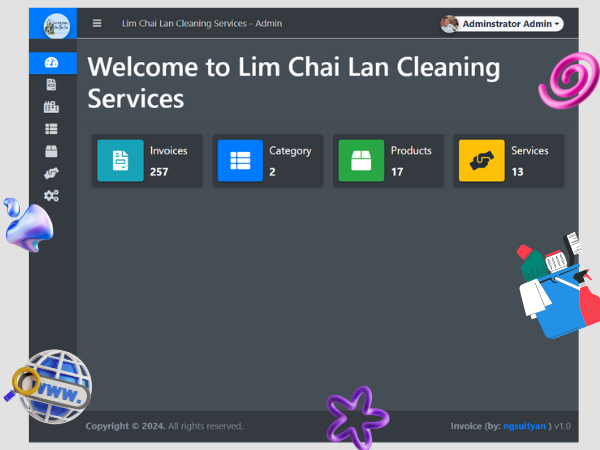 Lim Chai Lan Cleaning Services - Admin
Adminstrator Admin
Welcome to Lim Chai Lan Cleaning
Services
Invoices
257
Category
2
Products
17
Services
13
www.
Copyright © 2024. All rights reserved.
Invoice (by: ngsuityan ) v1.0